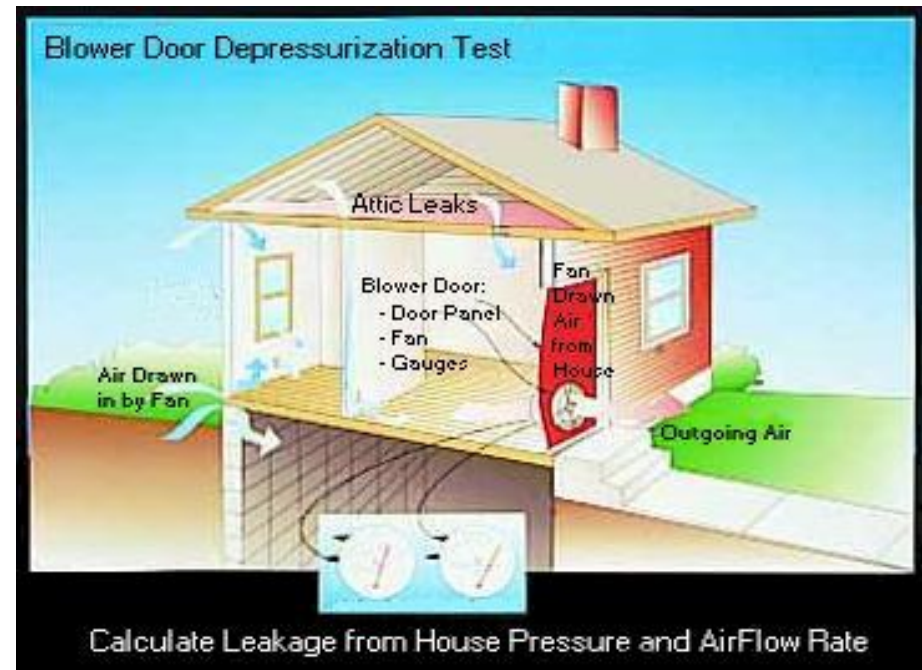 Blower Door Depressurization Test
Attic Leaks
Blower Door:
- Door Panel
- Fan
- Gauges
Fan
Drawn
Air
from
House
Air Drawn
in by Fan
Outgoing Air
Calculate Leakage from House Pressure and AirFlow Rate